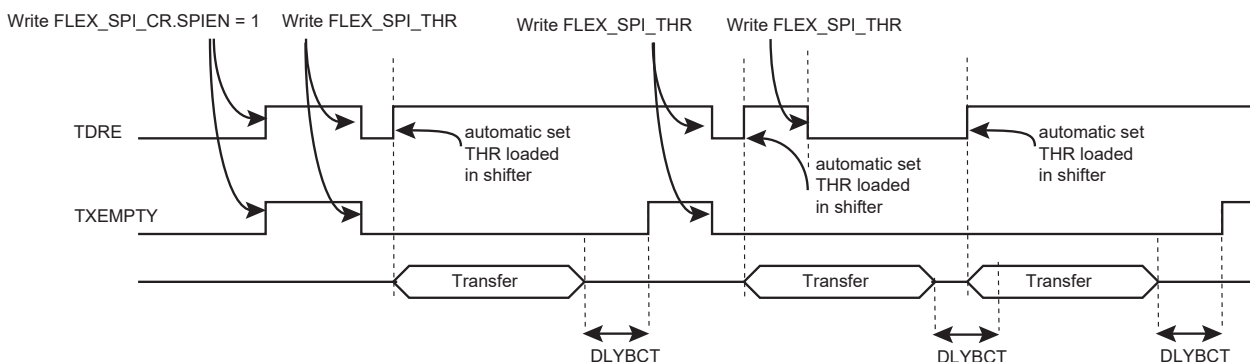 Write FLEX_SPI_CR.SPIEN = 1
Write FLEX_SPI_THR
Write FLEX_SPI_THR
Write FLEX_SPI_THR
TDRE
automatic set
THR loaded
in shifter
automatic set
THR loaded
in shifter
automatic set
THR loaded
in shifter
TXEMPTY
Transfer
Transfer
Transfer
DLYBCT
DLYBCT
DLYBCT